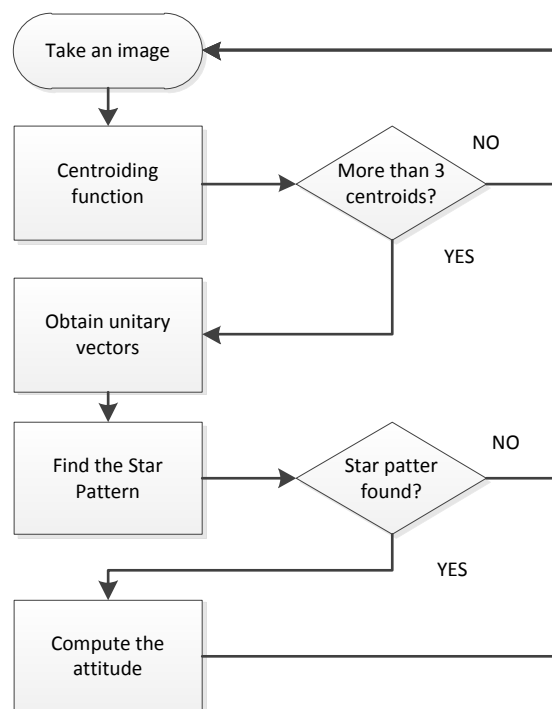 Take an image
Centroiding
function
More than 3
centroids?
NO
YES
Obtain unitary
vectors
Find the Star
Pattern
Star patter
found?
NO
YES
Compute the
attitude